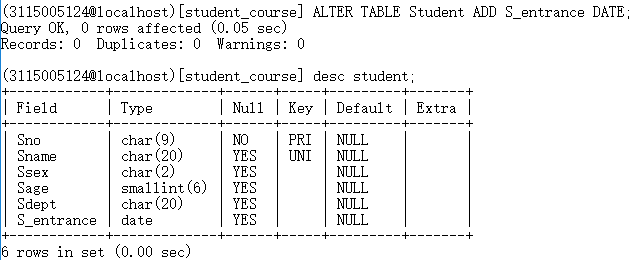 (3115005124@localhost)[student_course] ALTER TABLE Student ADD S_entrance DATE;
Query OK, 0 rows affected (0.05 sec)
Records: 0  Duplicates: 0  Warnings: 0

(3115005124@localhost)[student_course] desc student;
+------------+-------------+------+-----+---------+-------+
| Field      | Type        | Null | Key | Default | Extra |
+------------+-------------+------+-----+---------+-------+
| Sno        | char(9)     | NO   | PRI | NULL    |       |
| Sname      | char(20)    | YES  | UNI | NULL    |       |
| Ssex       | char(2)     | YES  |     | NULL    |       |
| Sage       | smallint(6) | YES  |     | NULL    |       |
| Sdept      | char(20)    | YES  |     | NULL    |       |
| S_entrance | date        | YES  |     | NULL    |       |
+------------+-------------+------+-----+---------+-------+
6 rows in set (0.00 sec)